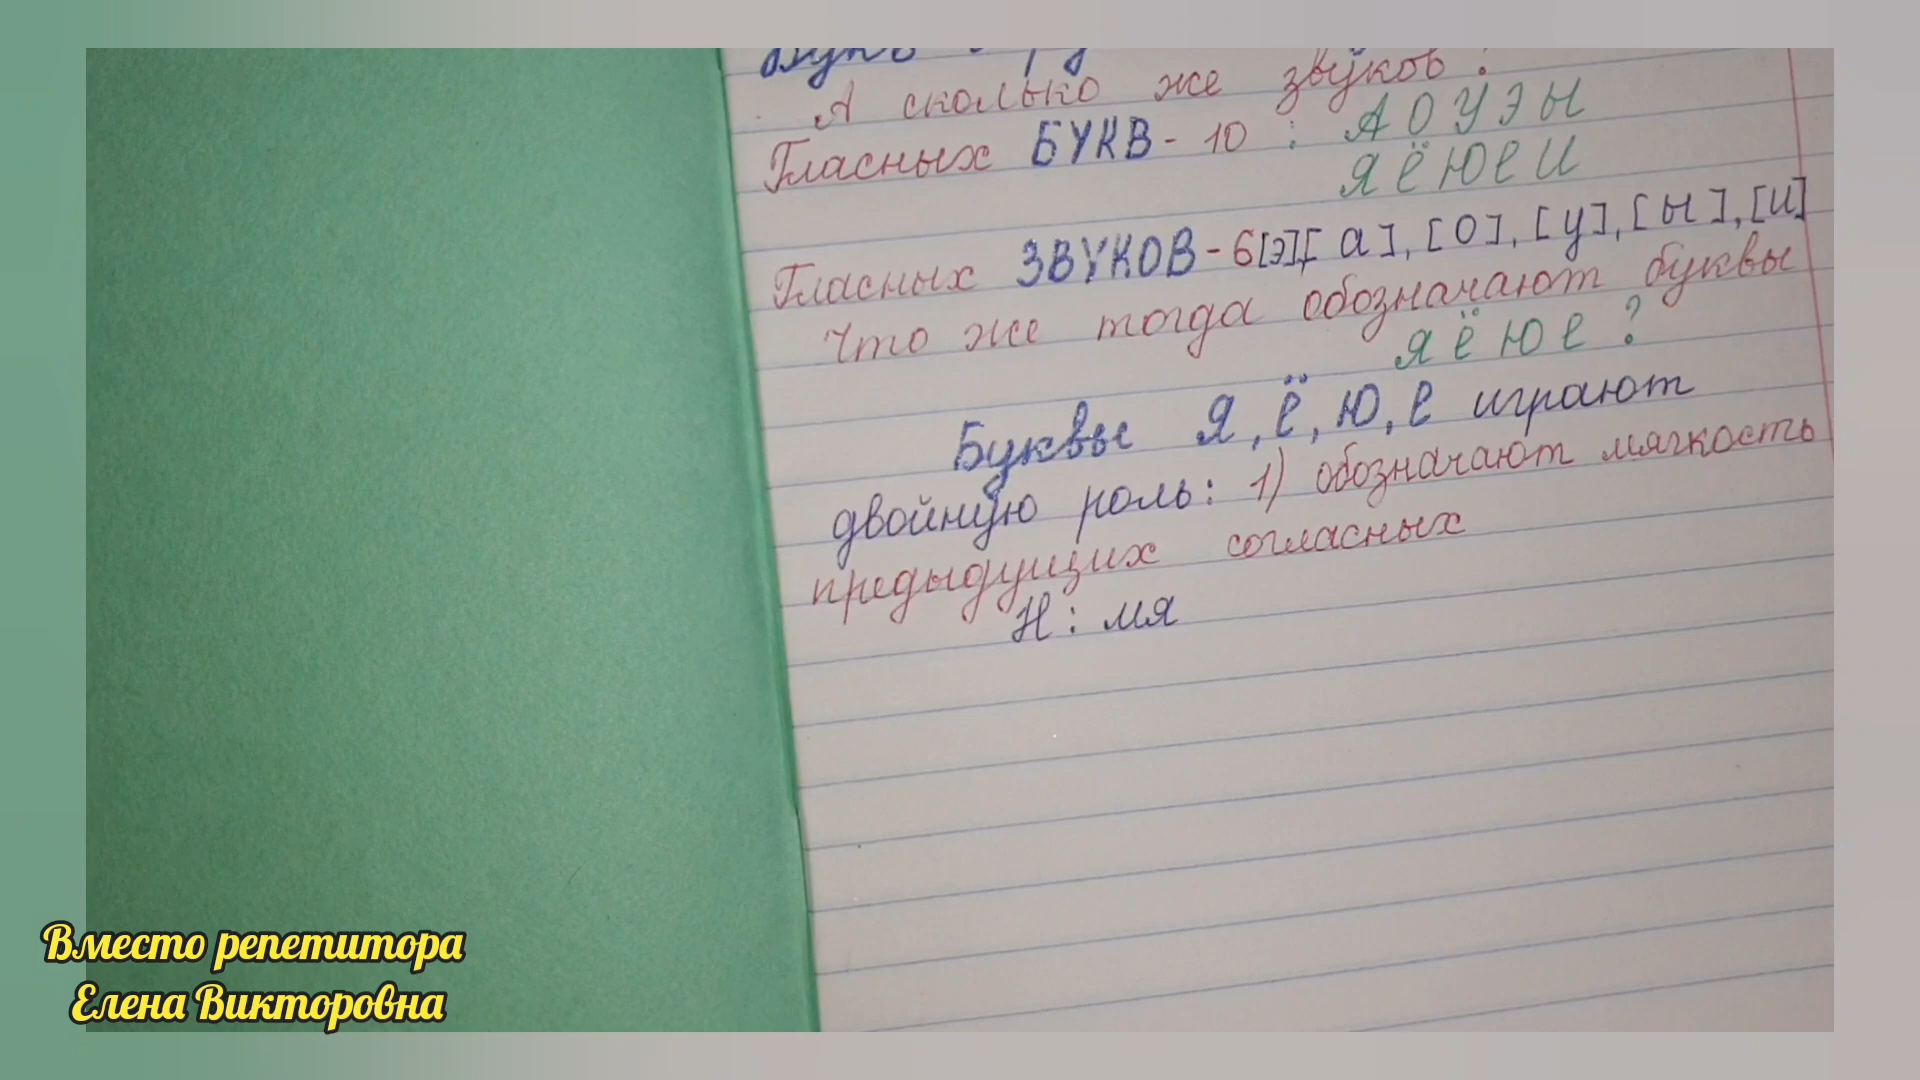 А сколько же звуков?
Гласных БУКВ - 10 : А О У Э Ы
Я Ё Ю Е И
Гласных ЗВУКОВ - 6 [э], [а], [о], [у], [ы], [и]
Что же тогда обозначают буквы
Я Ё Ю Е ?
Буквы Я, Ё, Ю, Е играют
двойную роль: 1) обозначают мягкость
предыдущих согласных
Н: мя
Вместо репетитора
Елена Викторовна